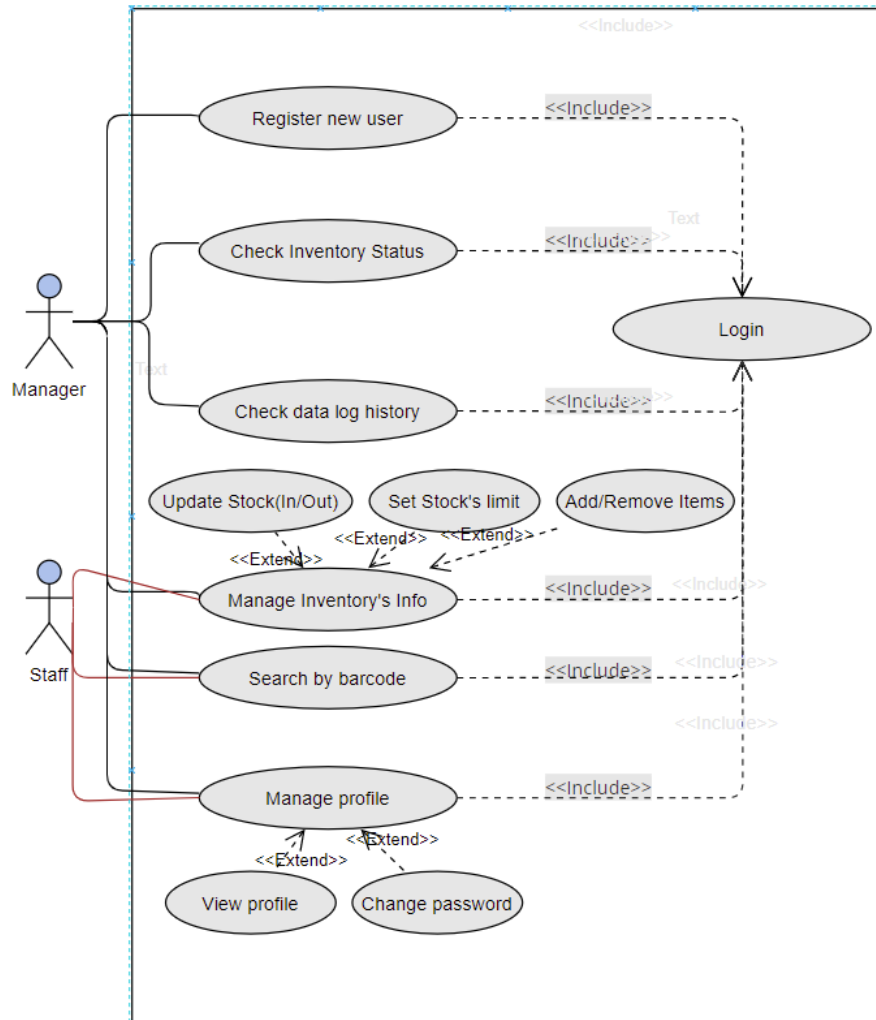 <<Include>>
Register new user
<<Include>>
Text
Check Inventory Status
<<Include>>
Login
Manager
Text
Check data log history
<<Include>>
Update Stock(In/Out)
Set Stock's limit
Add/Remove Items
<<Extend>>
<<Extend>>
<<Extend>>
Manage Inventory's Info
<<Include>>
<<Include>>
Staff
Search by barcode
<<Include>>
<<Include>>
<<Include>>
Manage profile
<<Include>>
<<Extend>>
<<Extend>>
View profile
Change password